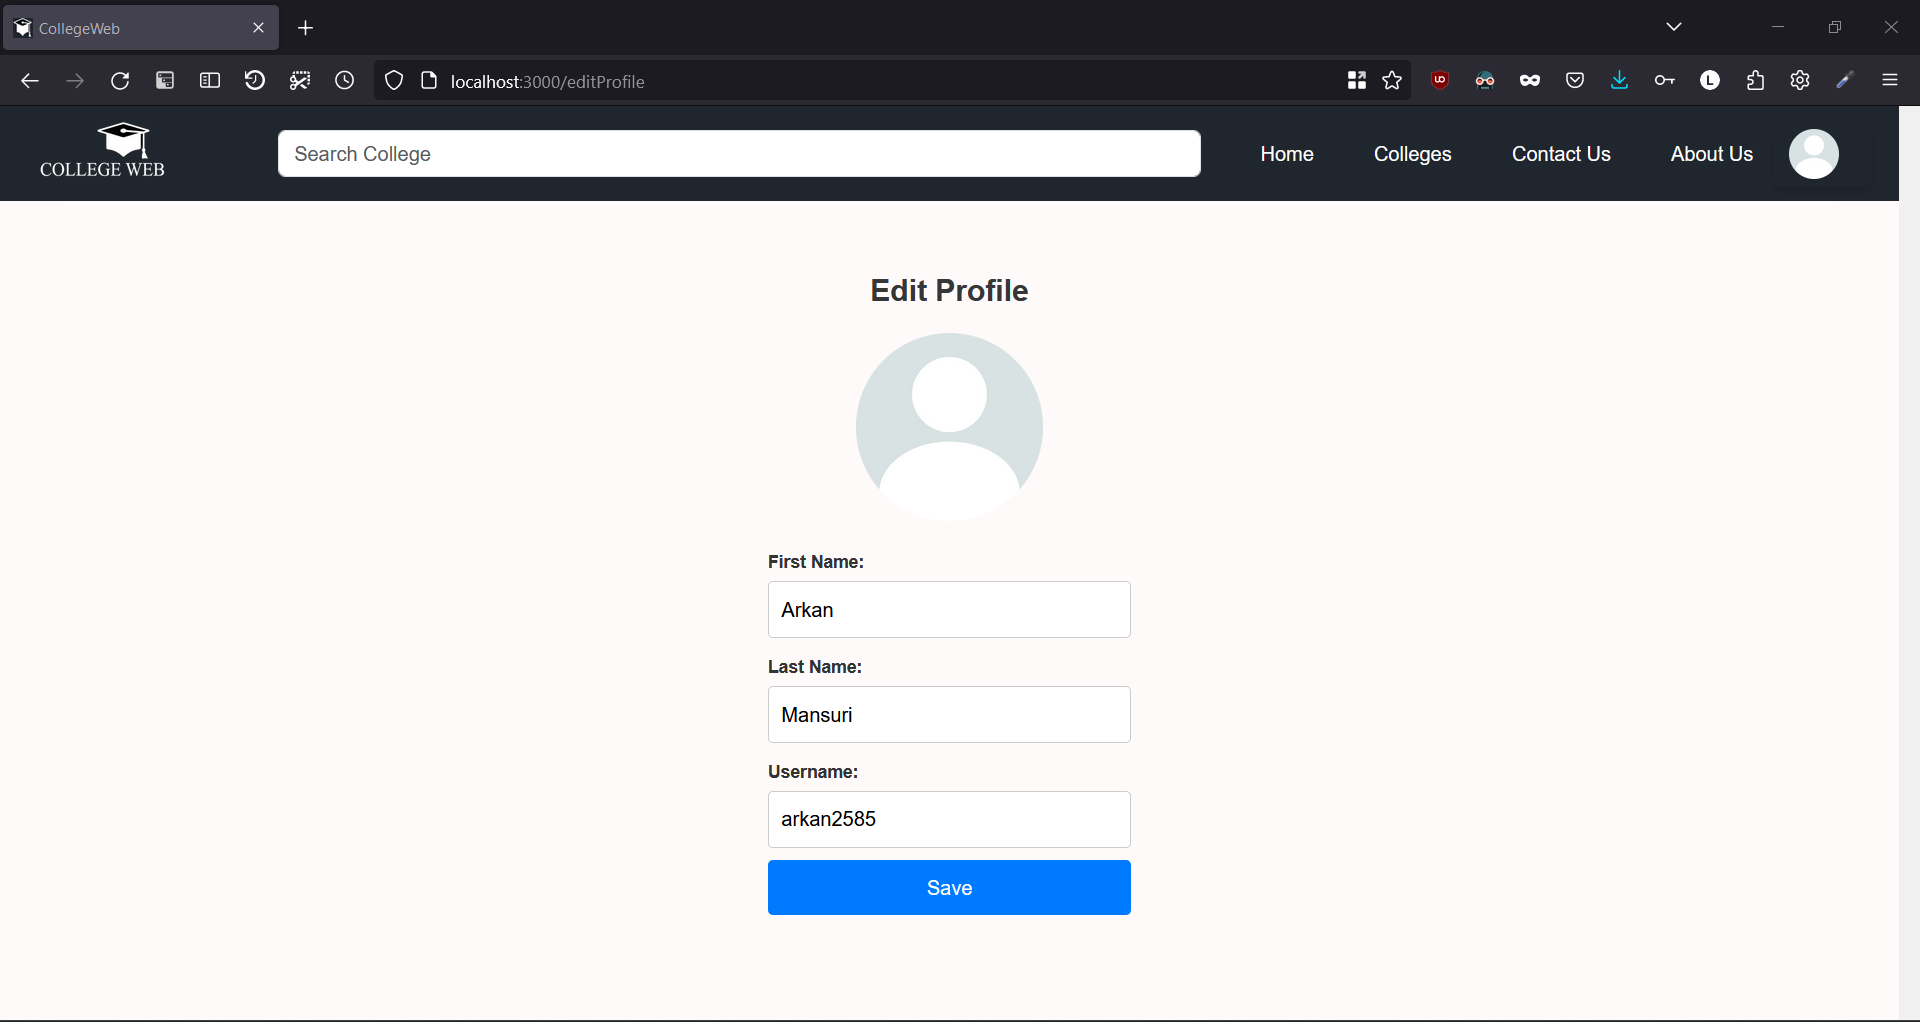 CollegeWeb
localhost:3000/editProfile
COLLEGE WEB
Search College
Home
Colleges
Contact Us
About Us
Edit Profile
First Name:
Arkan
Last Name:
Mansuri
Username:
arkan2585
Save